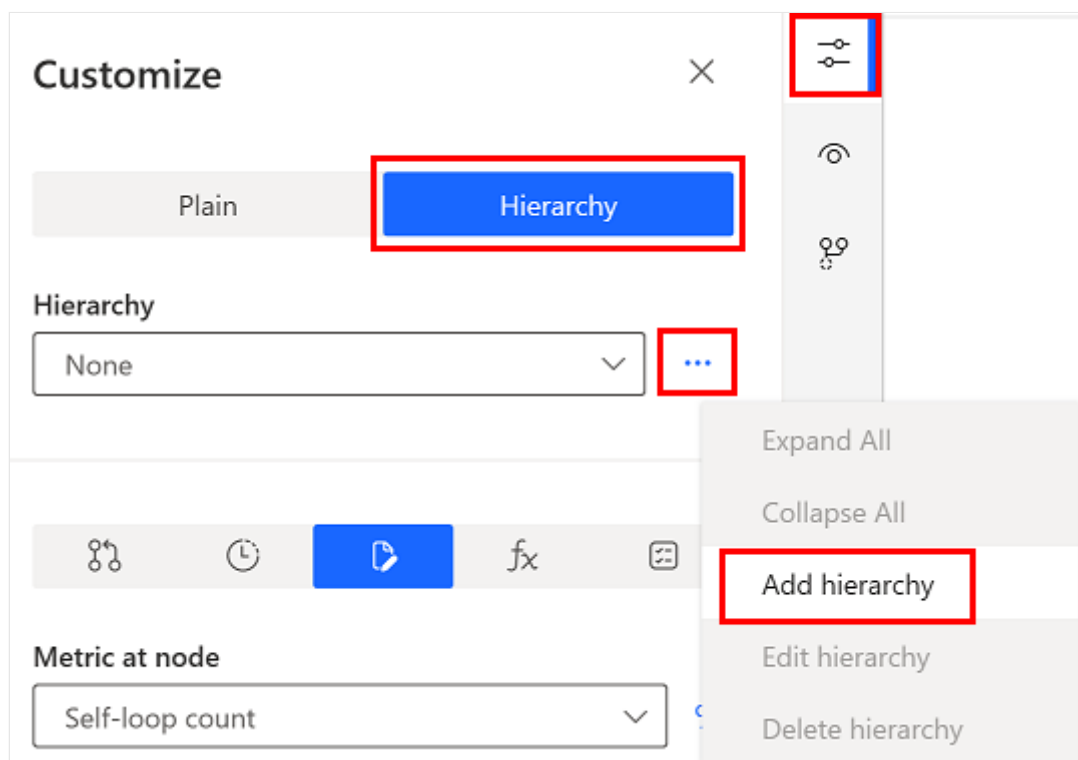 Customize
Plain
Hierarchy
Hierarchy
None
Expand All
Collapse All
fx
Add hierarchy
Metric at node
Edit hierarchy
Self-loop count
Delete hierarchy